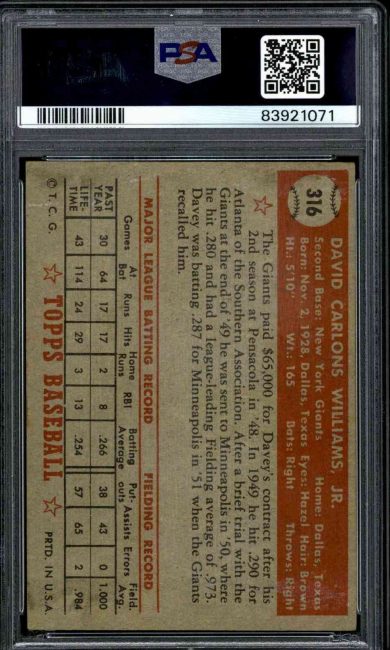 PSA
83921071
316
DAVID CARLONS WILLIAMS, JR.
Second Base: New York Giants Home: Dallas, Texas
Born: Nov. 2, 1928, Dallas, Texas Eyes: Hazel Hair: Brown
Ht.: 5'10" Wt.: 165 Bats: Right Throws: Right
The Giants paid $65,000 for Davey's contract after his
2nd season at Pensacola in '48. In 1949 he hit .290 for
Atlanta of the Southern Association. After a brief trial with the
Giants at the end of '49 he was sent to Minneapolis in '50, where
he hit .280 and had a league-leading Fielding average of .973.
Davey was batting .287 for Minneapolis in '51 when the Giants
recalled him.
MAJOR LEAGUE BATTING RECORD FIELDING RECORD
Games At Bat Runs Hits Home Runs RBI Batting Average Put-outs Assists Errors Field. Avg.
PAST YEAR 30 64 17 17 2 8 .266 38 43 0 1.000
LIFE-TIME 43 114 24 29 3 13 .254 57 65 2 .984
© T. C. G. TOPPS BASEBALL PRTD. IN U.S.A.